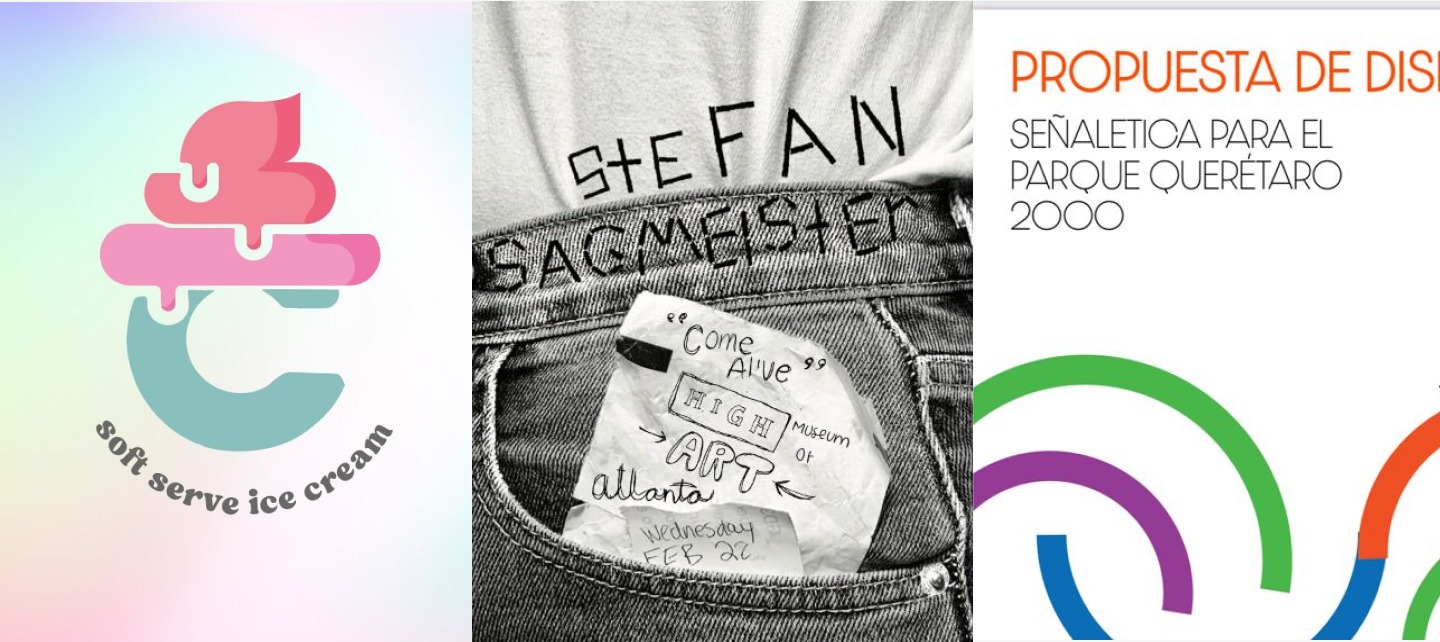 soft serve ice cream
SteFAN
SAGMEISter
"Come
Alive"
HIGH
Museum
Of
ART
atlanta
Wednesday
FEB 22
PROPUESTA DE DIS
SEÑALETICA PARA EL
PARQUE QUERÉTARO
2000